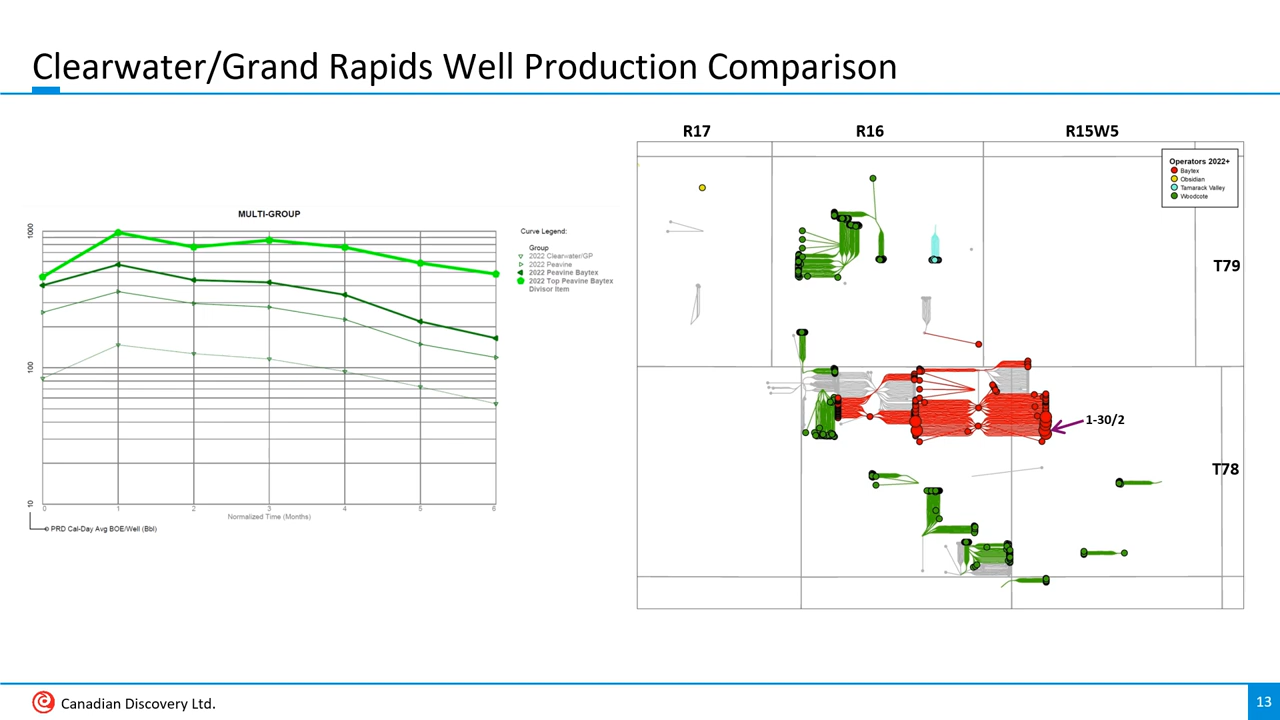 Clearwater/Grand Rapids Well Production Comparison
MULTI-GROUP
1000
100
10
0 1 2 3 4 5 6
Normalized Time (Months)
PRD Cal-Day Avg BOE/Well (Bbl)
Curve Legend:
Group
2022 Clearwater/GP
2022 Peavine
2022 Peavine Baytex
2022 Top Peavine Baytex
Divisor Item
R17 R16 R15W5
Operators 2022+
Baytex
Obsidian
Tamarack Valley
Woodcote
T79
1-30/2
T78
Canadian Discovery Ltd.
13